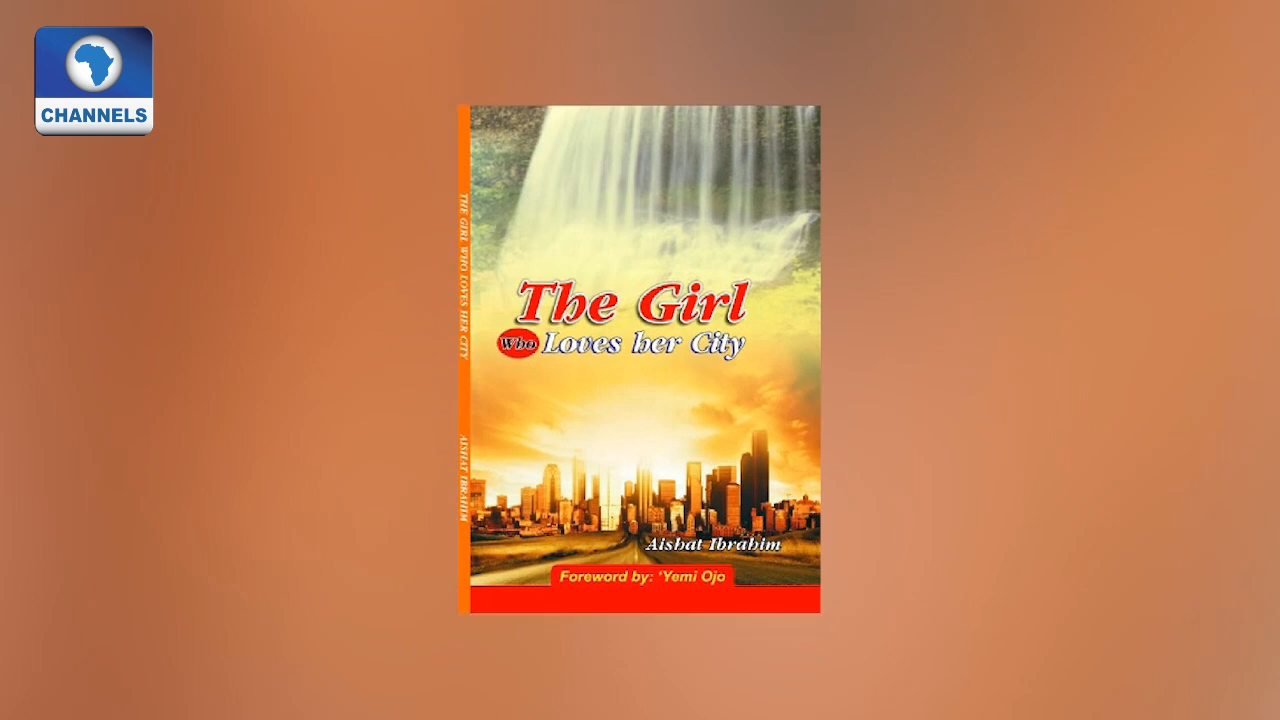 CHANNELS
THE GIRL WHO LOVES HER CITY
AISHAT IBRAHIM
The Girl
Who Loves her City
Aishat Ibrahim
Foreword by: 'Yemi Ojo